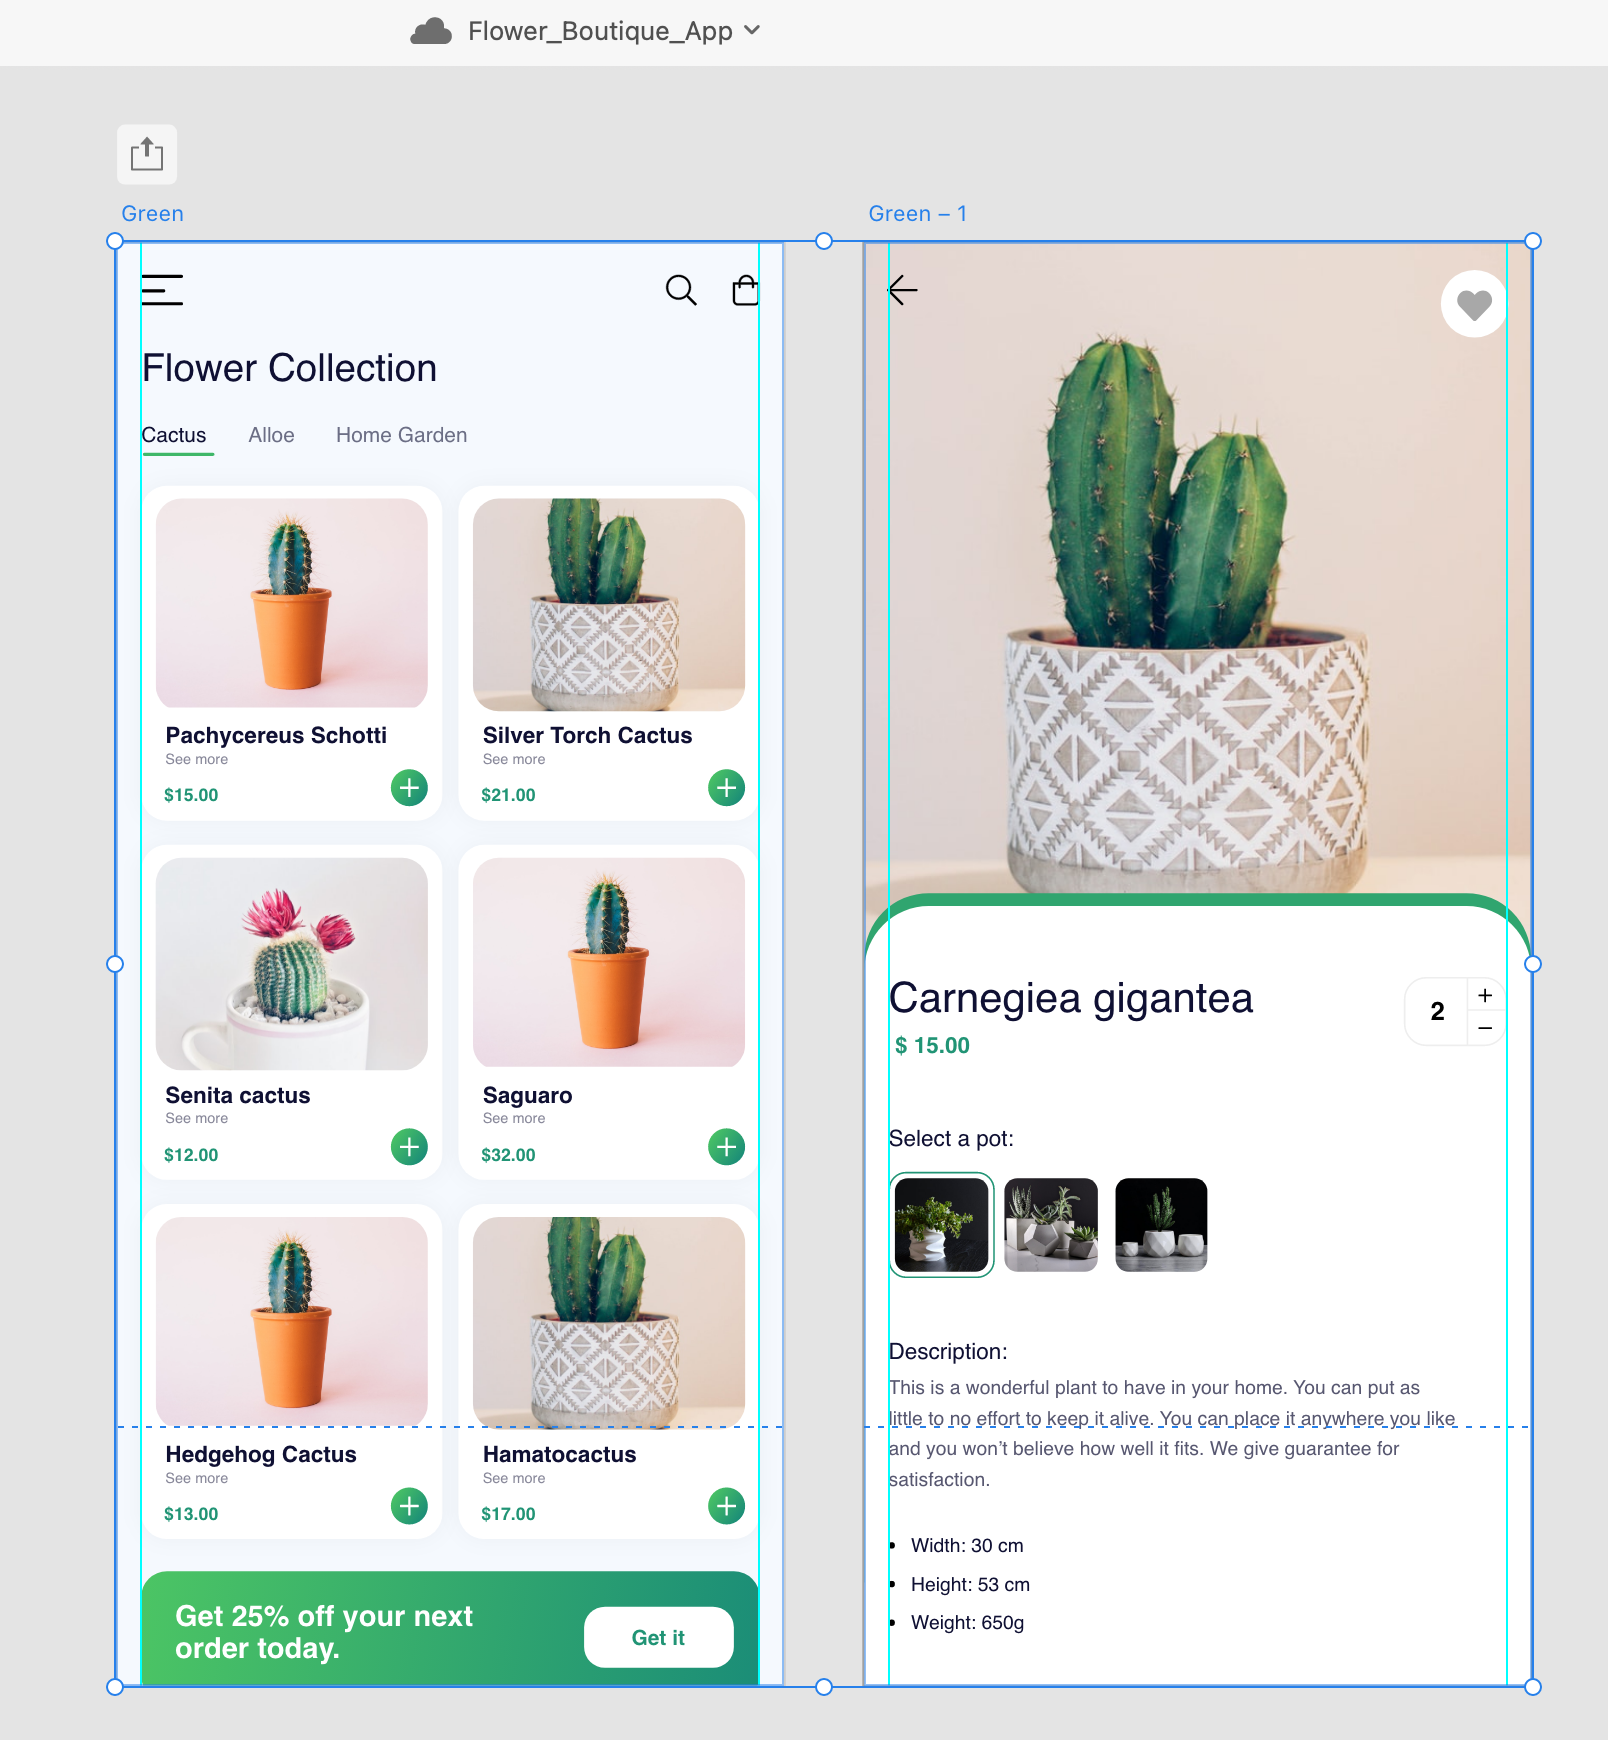 Flower_Boutique_App
Green
Flower Collection
Cactus Alloe Home Garden
Pachycereus Schotti
See more
$15.00
Silver Torch Cactus
See more
$21.00
Senita cactus
See more
$12.00
Saguaro
See more
$32.00
Hedgehog Cactus
See more
$13.00
Hamatocactus
See more
$17.00
Get 25% off your next
order today.
Get it
Green – 1
Carnegiea gigantea
$ 15.00
2
+
−
Select a pot:
Description:
This is a wonderful plant to have in your home. You can put as
little to no effort to keep it alive. You can place it anywhere you like
and you won’t believe how well it fits. We give guarantee for
satisfaction.
• Width: 30 cm
• Height: 53 cm
• Weight: 650g